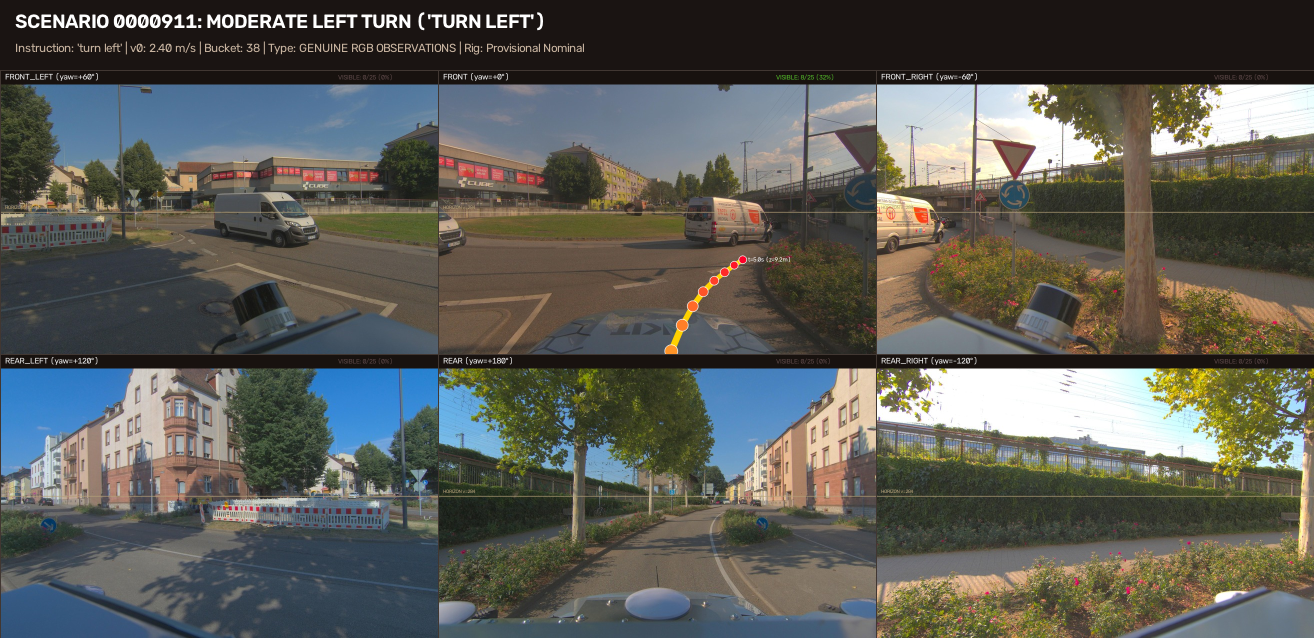 SCENARIO 0000911: MODERATE LEFT TURN ('TURN LEFT')
Instruction: 'turn left' | v0: 2.40 m/s | Bucket: 38 | Type: GENUINE RGB OBSERVATIONS | Rig: Provisional Nominal
FRONT_LEFT (yaw=+60°) VISIBLE: 0/25 (0%)
FRONT (yaw=+0°) VISIBLE: 8/25 (32%)
FRONT_RIGHT (yaw=-60°) VISIBLE: 0/25 (0%)
CUBE
CUBE
t=5.0s (z=9.2m)
REAR_LEFT (yaw=+120°) VISIBLE: 0/25 (0%)
REAR (yaw=+180°) VISIBLE: 0/25 (0%)
REAR_RIGHT (yaw=-120°) VISIBLE: 0/25 (0%)